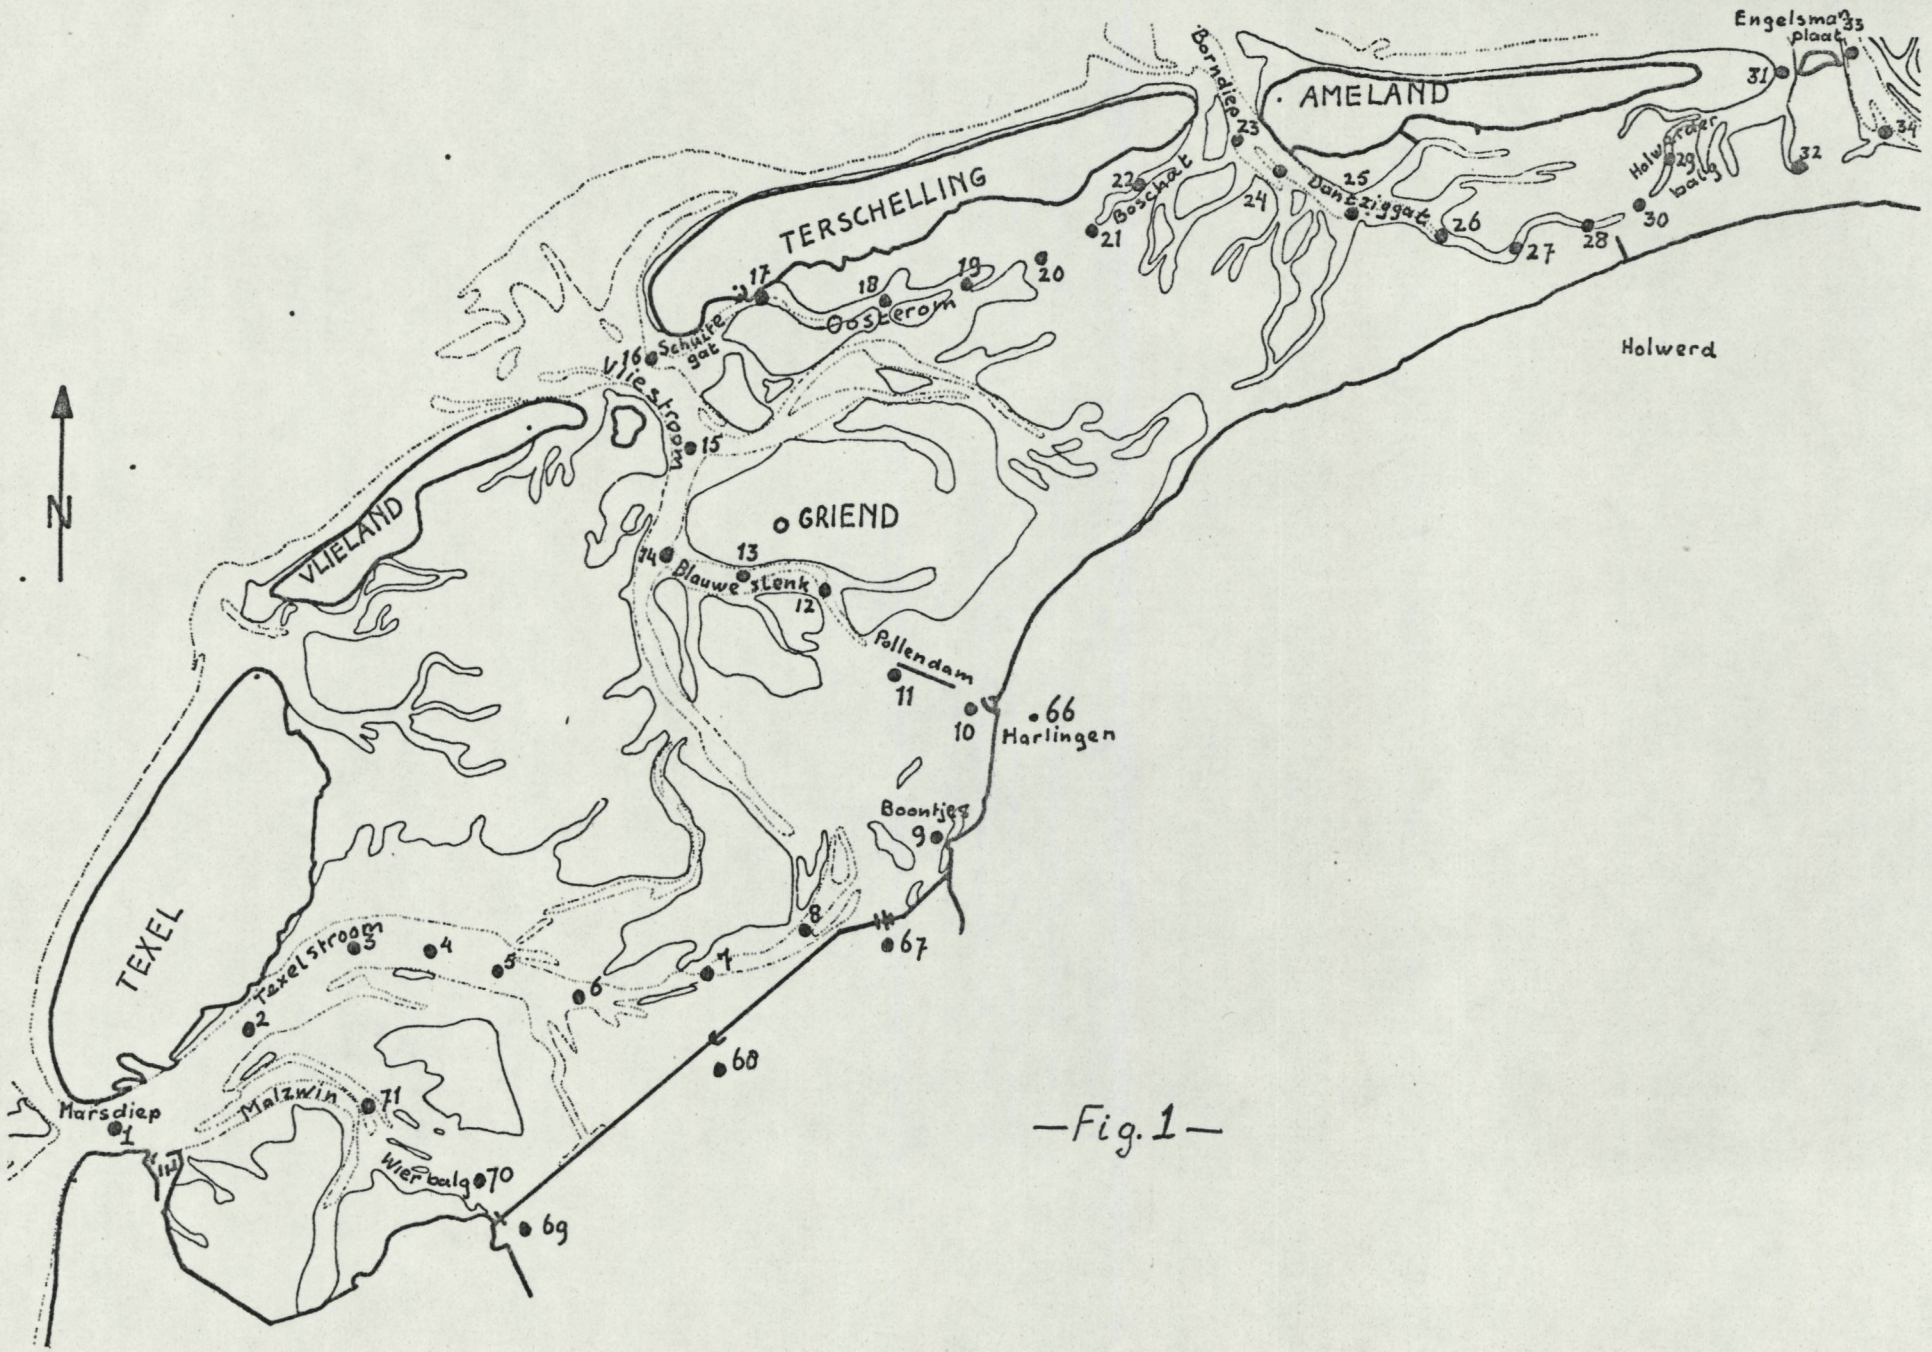 Engelsman
plaat
33
31
Borndiep
AMELAND
34
23
Holwerder
balg
29
32
TERSCHELLING
22
Boschat
25
Dantziggat
24
30
21
26
28
27
17
18
19
20
Oosterom
Schuite
gat
16
Vliestroom
Holwerd
15
N
VLIELAND
GRIEND
14
13
Blauwe slenk
12
Pollendam
11
66
10
Harlingen
Boontjes
9
TEXEL
8
67
Texelstroom
3
4
5
7
6
2
68
Malzwin
71
Marsdiep
1
—Fig.1—
Wierbalg
70
69